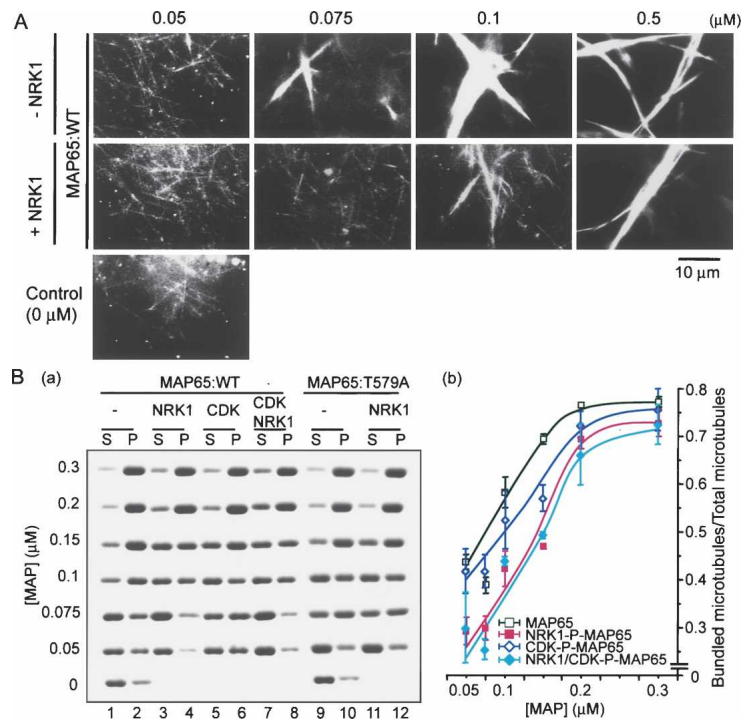 A
0.05 0.075 0.1 0.5 (μM)
MAP65:WT
- NRK1
+ NRK1
Control
(0 μM)
10 μm
B (a)
MAP65:WT MAP65:T579A
- NRK1 CDK CDK NRK1 - NRK1
S P S P S P S P S P S P
[MAP] (μM)
0.3
0.2
0.15
0.1
0.075
0.05
0
1 2 3 4 5 6 7 8 9 10 11 12
(b)
0.8
0.7
0.6
0.5
0.4
0.3
0
Bundled microtubules/Total microtubules
MAP65
NRK1-P-MAP65
CDK-P-MAP65
NRK1/CDK-P-MAP65
0.05 0.1 0.2 0.3
[MAP] (μM)